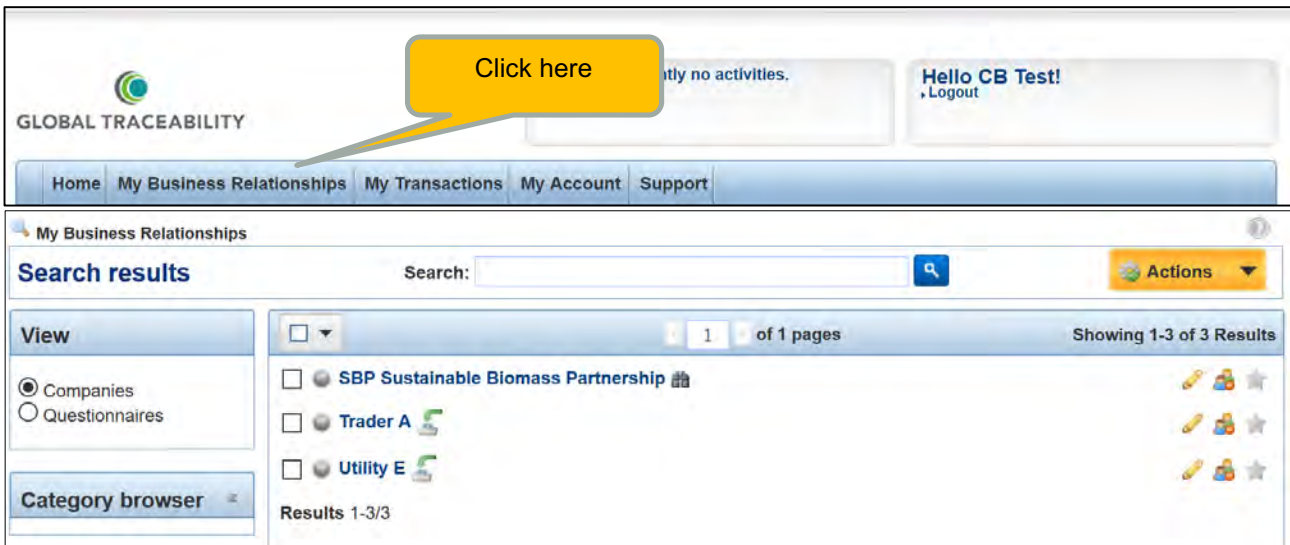 Click here
tly no activities.
Hello CB Test!
Logout
GLOBAL TRACEABILITY
Home My Business Relationships My Transactions My Account Support
My Business Relationships
Search results Search: Actions
View 1 of 1 pages Showing 1-3 of 3 Results
Companies
Questionnaires
SBP Sustainable Biomass Partnership
Trader A
Utility E
Category browser
Results 1-3/3